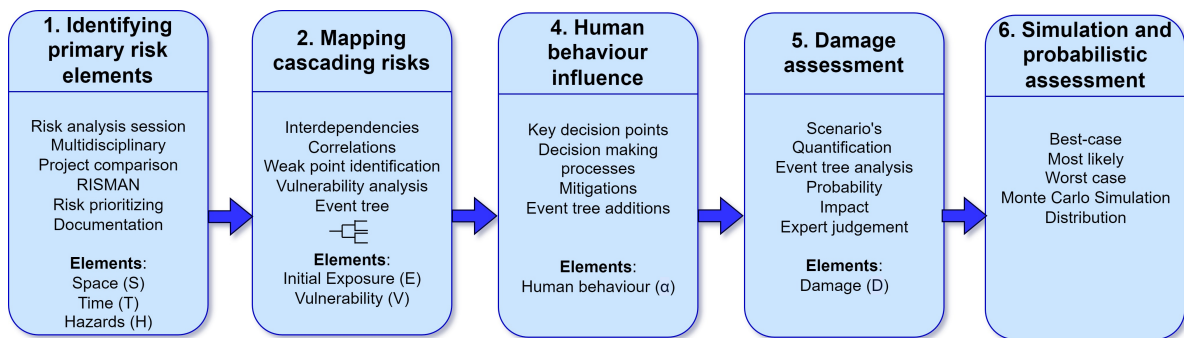 1. Identifying
primary risk
elements
Risk analysis session
Multidisciplinary
Project comparison
RISMAN
Risk prioritizing
Documentation
Elements:
Space (S)
Time (T)
Hazards (H)
2. Mapping
cascading risks
Interdependencies
Correlations
Weak point identification
Vulnerability analysis
Event tree
Elements:
Initial Exposure (E)
Vulnerability (V)
4. Human
behaviour
influence
Key decision points
Decision making
processes
Mitigations
Event tree additions
Elements:
Human behaviour (α)
5. Damage
assessment
Scenario's
Quantification
Event tree analysis
Probability
Impact
Expert judgement
Elements:
Damage (D)
6. Simulation and
probabilistic
assessment
Best-case
Most likely
Worst case
Monte Carlo Simulation
Distribution